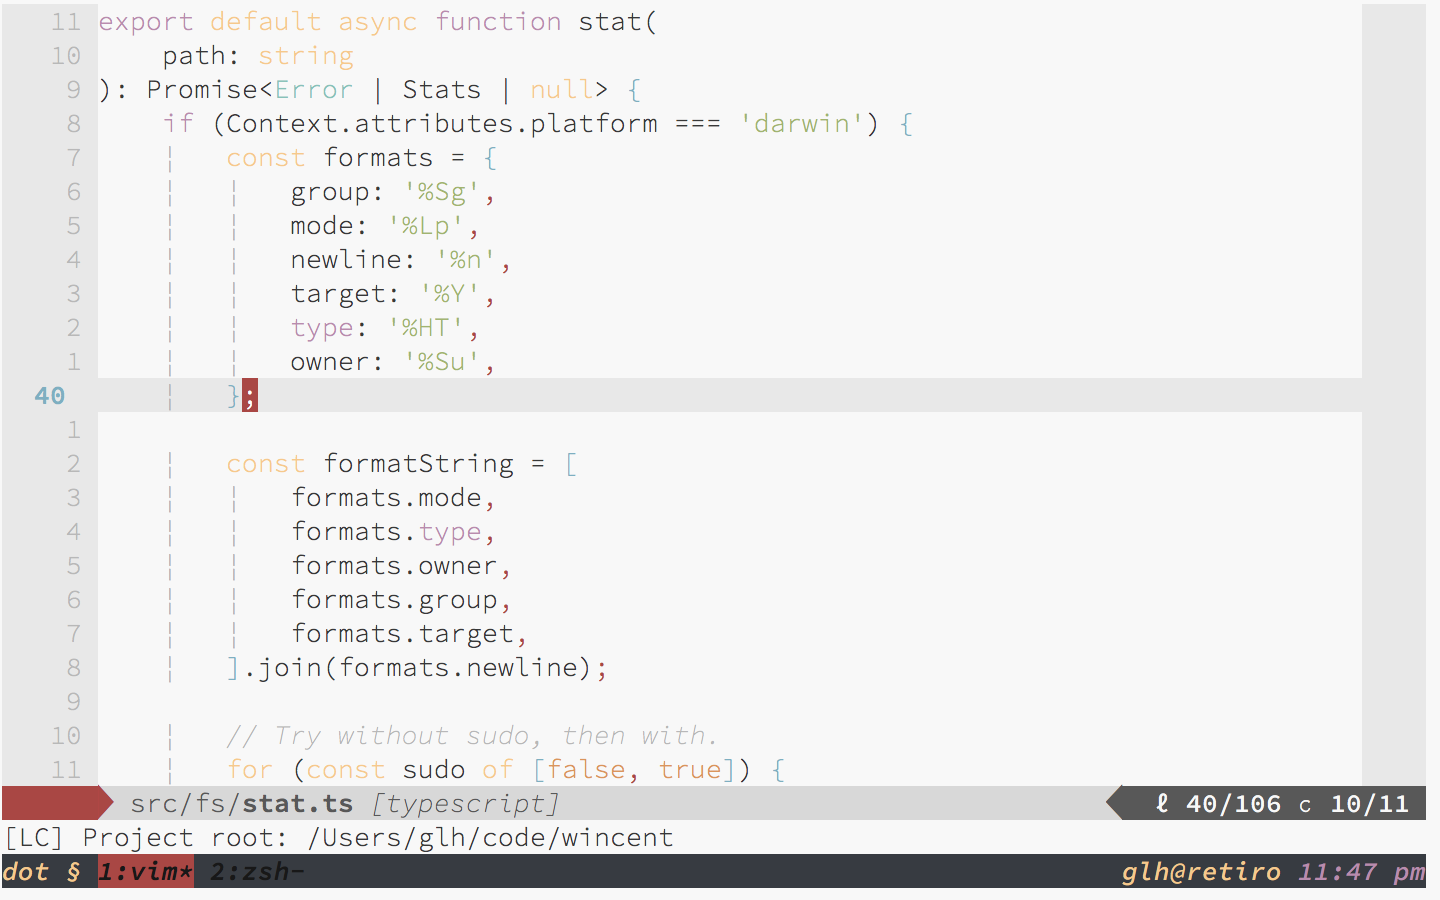 11 export default async function stat(
10     path: string
9 ): Promise<Error | Stats | null> {
8     if (Context.attributes.platform === 'darwin') {
7     ¦   const formats = {
6     ¦   ¦   group: '%Sg',
5     ¦   ¦   mode: '%Lp',
4     ¦   ¦   newline: '%n',
3     ¦   ¦   target: '%Y',
2     ¦   ¦   type: '%HT',
1     ¦   ¦   owner: '%Su',
40     ¦   };
1
2     ¦   const formatString = [
3     ¦   ¦   formats.mode,
4     ¦   ¦   formats.type,
5     ¦   ¦   formats.owner,
6     ¦   ¦   formats.group,
7     ¦   ¦   formats.target,
8     ¦   ].join(formats.newline);
9
10     ¦   // Try without sudo, then with.
11     ¦   for (const sudo of [false, true]) {
src/fs/stat.ts [typescript] ℓ 40/106 c 10/11
[LC] Project root: /Users/glh/code/wincent
dot § 1:vim* 2:zsh- glh@retiro 11:47 pm